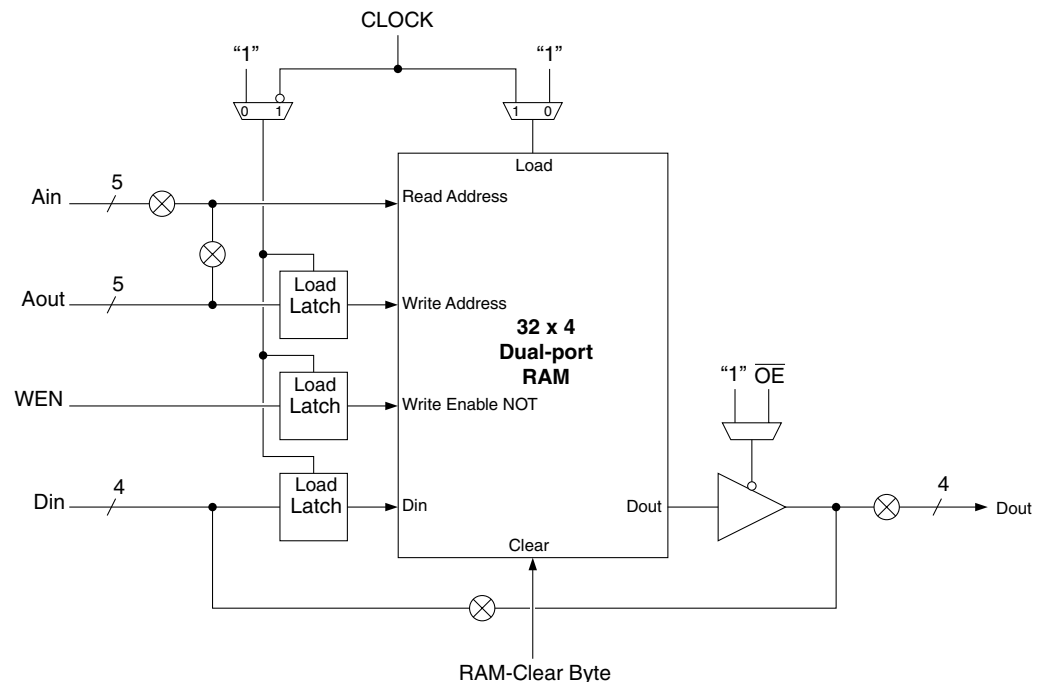 CLOCK
“1”
“1”
0 1
1 0
Load
Ain
5
Read Address
Aout
5
Load
Latch
Write Address
32 x 4
Dual-port
RAM
WEN
Load
Latch
Write Enable NOT
“1” OE
Din
4
Load
Latch
Din
Dout
4
Dout
Clear
RAM-Clear Byte